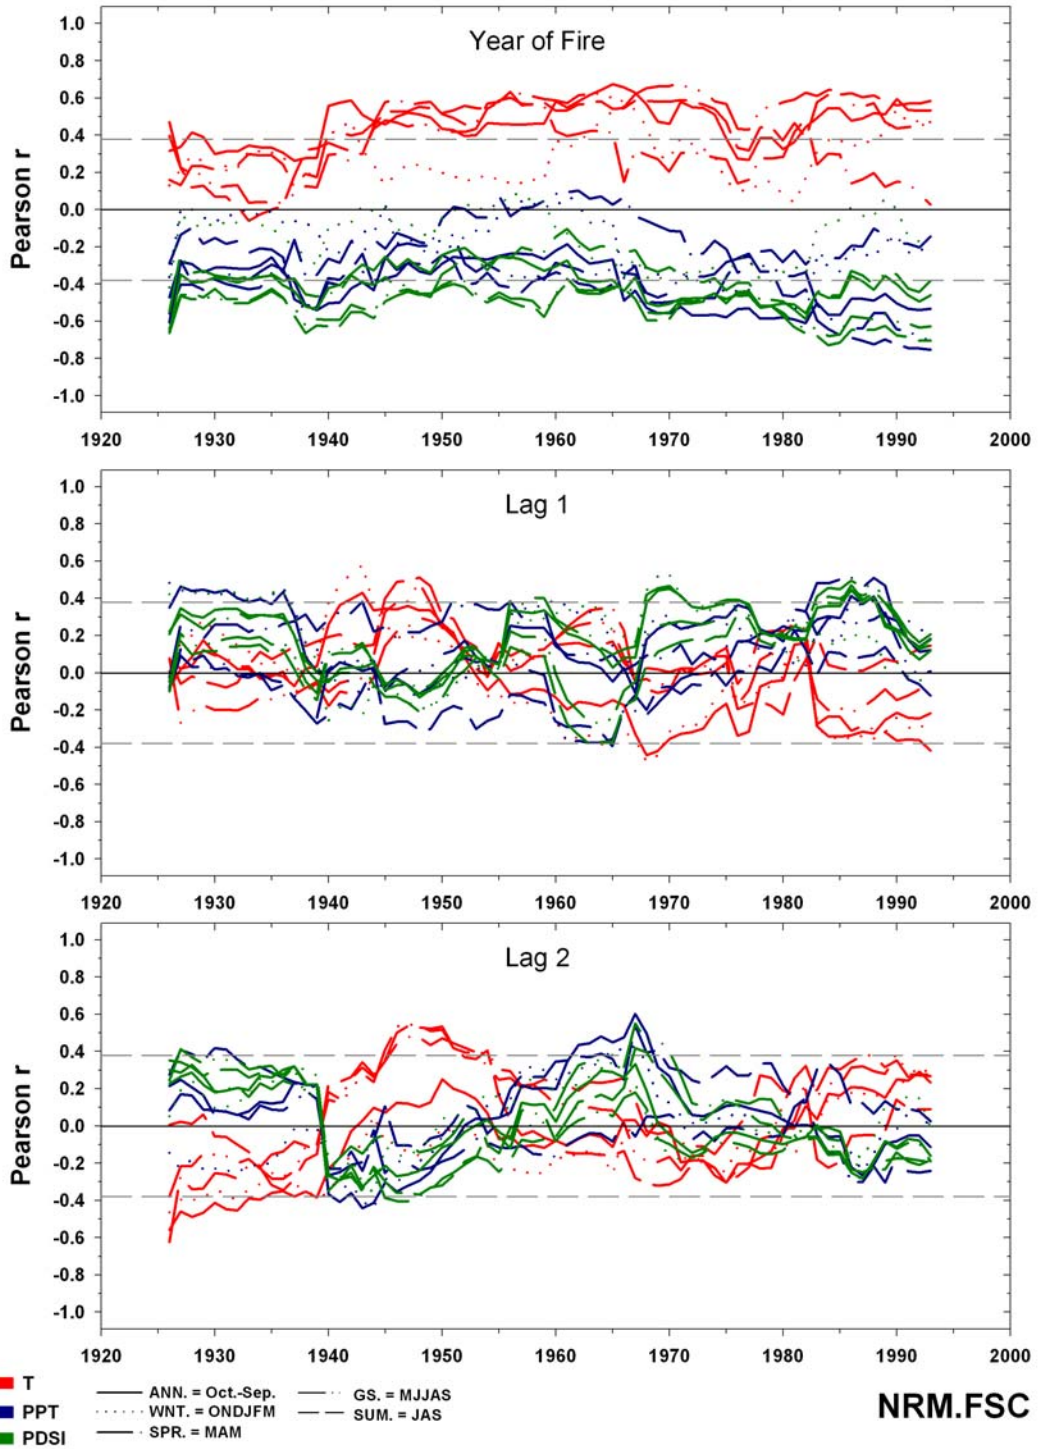 Year of Fire
Pearson r
1.0
0.8
0.6
0.4
0.2
0.0
-0.2
-0.4
-0.6
-0.8
-1.0
1920 1930 1940 1950 1960 1970 1980 1990 2000
Lag 1
Pearson r
1.0
0.8
0.6
0.4
0.2
0.0
-0.2
-0.4
-0.6
-0.8
-1.0
1920 1930 1940 1950 1960 1970 1980 1990 2000
Lag 2
Pearson r
1.0
0.8
0.6
0.4
0.2
0.0
-0.2
-0.4
-0.6
-0.8
-1.0
1920 1930 1940 1950 1960 1970 1980 1990 2000
T
PPT
PDSI
ANN. = Oct.-Sep.
WNT. = ONDJFM
SPR. = MAM
GS. = MJJAS
SUM. = JAS
NRM.FSC